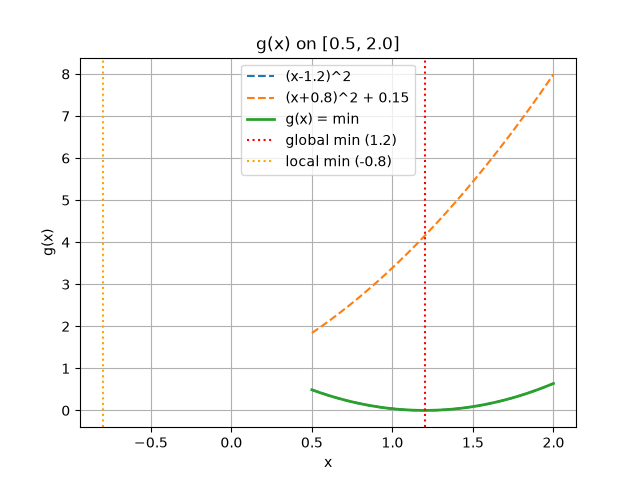 g(x) on [0.5, 2.0]
(x-1.2)^2
(x+0.8)^2 + 0.15
g(x) = min
global min (1.2)
local min (-0.8)
8
7
6
5
4
3
2
1
0
g(x)
−0.5 0.0 0.5 1.0 1.5 2.0
x